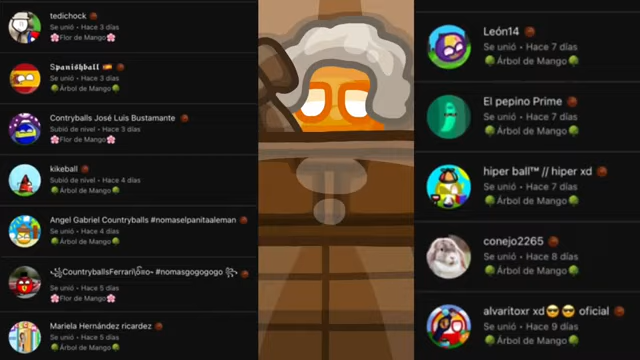 tedichock
Se unió • Hace 3 días
🌸Flor de Mango🌸
S𝖕𝖆𝖓𝖎𝖘𝖍𝖇𝖆𝖑𝖑 🇪🇸
Se unió • Hace 3 días
🌳Árbol de Mango🌳
Contryballs José Luis Bustamante
Subió de nivel • Hace 3 días
🌸Flor de Mango🌸
kikeball
Subió de nivel • Hace 4 días
🌳Árbol de Mango🌳
Angel Gabriel Countryballs #nomaselpanitaaleman
Se unió • Hace 4 días
🌳Árbol de Mango🌳
CountryballsFerrari #nomasgogogogo
Se unió • Hace 5 días
🌸Flor de Mango🌸
Mariela Hernández ricardez
Se unió • Hace 5 días
🌳Árbol de Mango🌳
León14
Se unió • Hace 7 días
🌳Árbol de Mango🌳
El pepino Prime
Se unió • Hace 7 días
🌳Árbol de Mango🌳
hiper ball™ // hiper xd
Se unió • Hace 7 días
🌳Árbol de Mango🌳
conejo2265
Se unió • Hace 8 días
🌳Árbol de Mango🌳
alvaritoxr xd😎😎 oficial
Se unió • Hace 9 días
🌳Árbol de Mango🌳